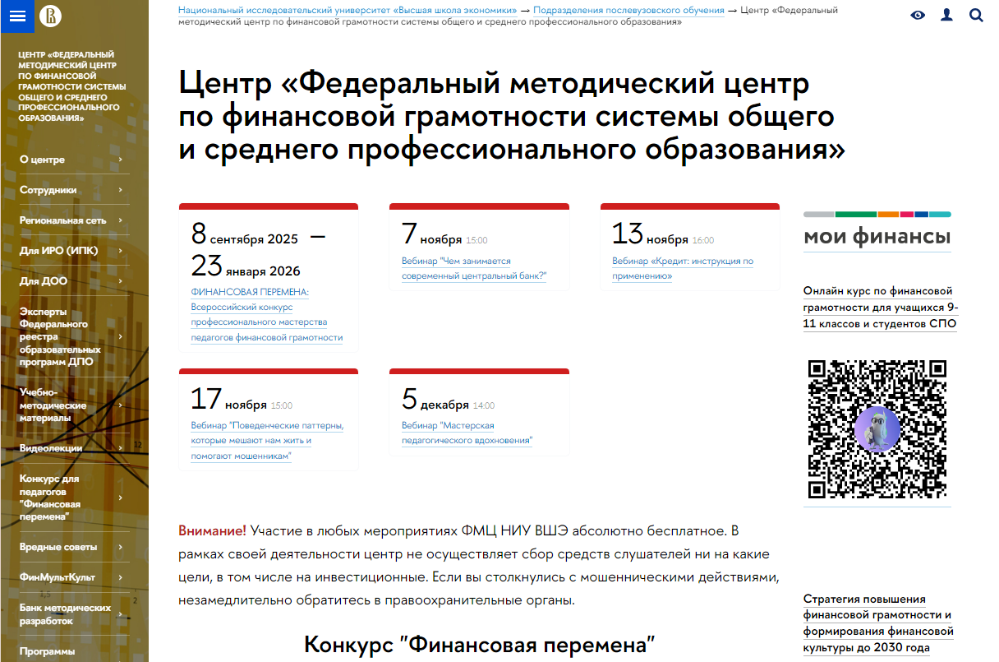 Национальный исследовательский университет «Высшая школа экономики» → Подразделения послевузовского обучения → Центр «Федеральный
методический центр по финансовой грамотности системы общего и среднего профессионального образования»
ЦЕНТР «ФЕДЕРАЛЬНЫЙ
МЕТОДИЧЕСКИЙ ЦЕНТР
ПО ФИНАНСОВОЙ
ГРАМОТНОСТИ СИСТЕМЫ
ОБЩЕГО И СРЕДНЕГО
ПРОФЕССИОНАЛЬНОГО
ОБРАЗОВАНИЯ»
О центре
Сотрудники
Региональная сеть
Для ИРО (ИПК)
Для ДОО
Эксперты
Федерального
реестра
образовательных
программ ДПО
Учебно-
методические
материалы
Видеолекции
Конкурс для
педагогов
"Финансовая
перемена"
Вредные советы
ФинМультКульт
Банк методических
разработок
Программы
12
1,5
2
Центр «Федеральный методический центр
по финансовой грамотности системы общего
и среднего профессионального образования»
8 сентября 2025 —
23 января 2026
ФИНАНСОВАЯ ПЕРЕМЕНА:
Всероссийский конкурс
профессионального мастерства
педагогов финансовой грамотности
7 ноября 15:00
Вебинар "Чем занимается
современный центральный банк?"
13 ноября 16:00
Вебинар «Кредит: инструкция по
применению»
17 ноября 15:00
Вебинар "Поведенческие паттерны,
которые мешают нам жить и
помогают мошенникам"
5 декабря 14:00
Вебинар "Мастерская
педагогического вдохновения"
Внимание! Участие в любых мероприятиях ФМЦ НИУ ВШЭ абсолютно бесплатное. В
рамках своей деятельности центр не осуществляет сбор средств слушателей ни на какие
цели, в том числе на инвестиционные. Если вы столкнулись с мошенническими действиями,
незамедлительно обратитесь в правоохранительные органы.
Конкурс "Финансовая перемена"
мои финансы
Онлайн курс по финансовой
грамотности для учащихся 9-
11 классов и студентов СПО
Стратегия повышения
финансовой грамотности и
формирования финансовой
культуры до 2030 года